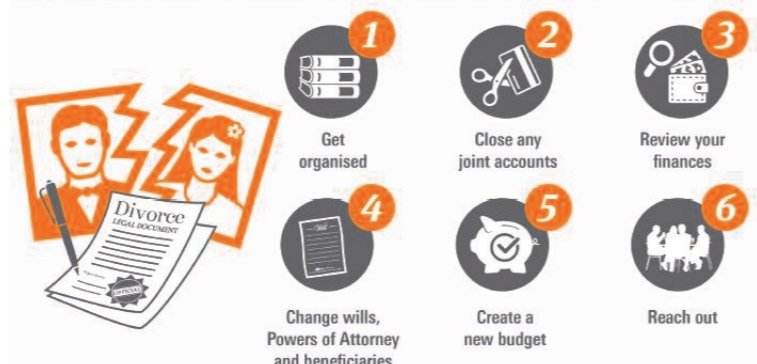 Divorce
LEGAL DOCUMENT
OFFICIAL
1
Get
organised
2
Close any
joint accounts
3
Review your
finances
4
Change wills,
Powers of Attorney
and beneficiaries
5
Create a
new budget
6
Reach out